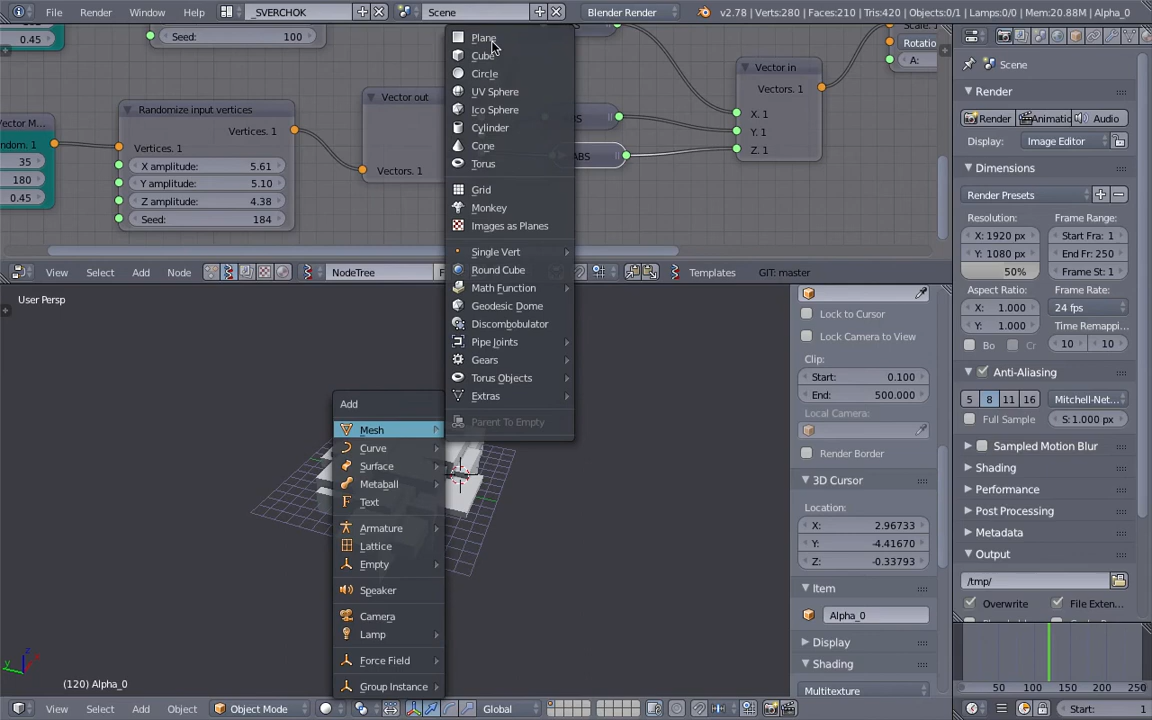 File Render Window Help _SVERCHOK Scene Blender Render v2.78 | Verts:280 | Faces:210 | Tris:420 | Objects:0/1 | Lamps:0/0 | Mem:20.88M | Alpha_0
0.45
Seed: 100
Vector M...
ndom. 1
35
180
0.45
Randomize input vertices
Vertices. 1
Vertices. 1
X amplitude: 5.61
Y amplitude: 5.10
Z amplitude: 4.38
Seed: 184
Vector out
Vectors. 1
ABS
Vector in
Vectors. 1
X. 1
Y. 1
Z. 1
Rotatio
A:
View Select Add Node NodeTree F Templates GIT: master
Plane
Cube
Circle
UV Sphere
Ico Sphere
Cylinder
Cone
Torus
Grid
Monkey
Images as Planes
Single Vert
Round Cube
Math Function
Geodesic Dome
Discombobulator
Pipe Joints
Gears
Torus Objects
Extras
Parent To Empty
User Persp
Add
Mesh
Curve
Surface
Metaball
Text
Armature
Lattice
Empty
Speaker
Camera
Lamp
Force Field
Group Instance
(120) Alpha_0
View Select Add Object Object Mode Global
Lock to Cursor
Lock Camera to View
Clip:
Start: 0.100
End: 500.000
Local Camera:
Render Border
3D Cursor
Location:
X: 2.96733
Y: -4.41670
Z: -0.33793
Item
Alpha_0
Display
Shading
Multitexture
Scene
Render
Render Animatic Audio
Display: Image Editor
Dimensions
Render Presets
Resolution: Frame Range:
X: 1920 px Start Fra: 1
Y: 1080 px End Fr: 250
50% Frame St: 1
Aspect Ratio: Frame Rate:
X: 1.000 24 fps
Y: 1.000 Time Remappi...
Bo Cr 10 10
Anti-Aliasing
5 8 11 16 Mitchell-Net...
Full Sample S: 1.000 px
Sampled Motion Blur
Shading
Performance
Post Processing
Metadata
Output
/tmp/
Overwrite File Exten...
50 100 150 200 250
Start: 1